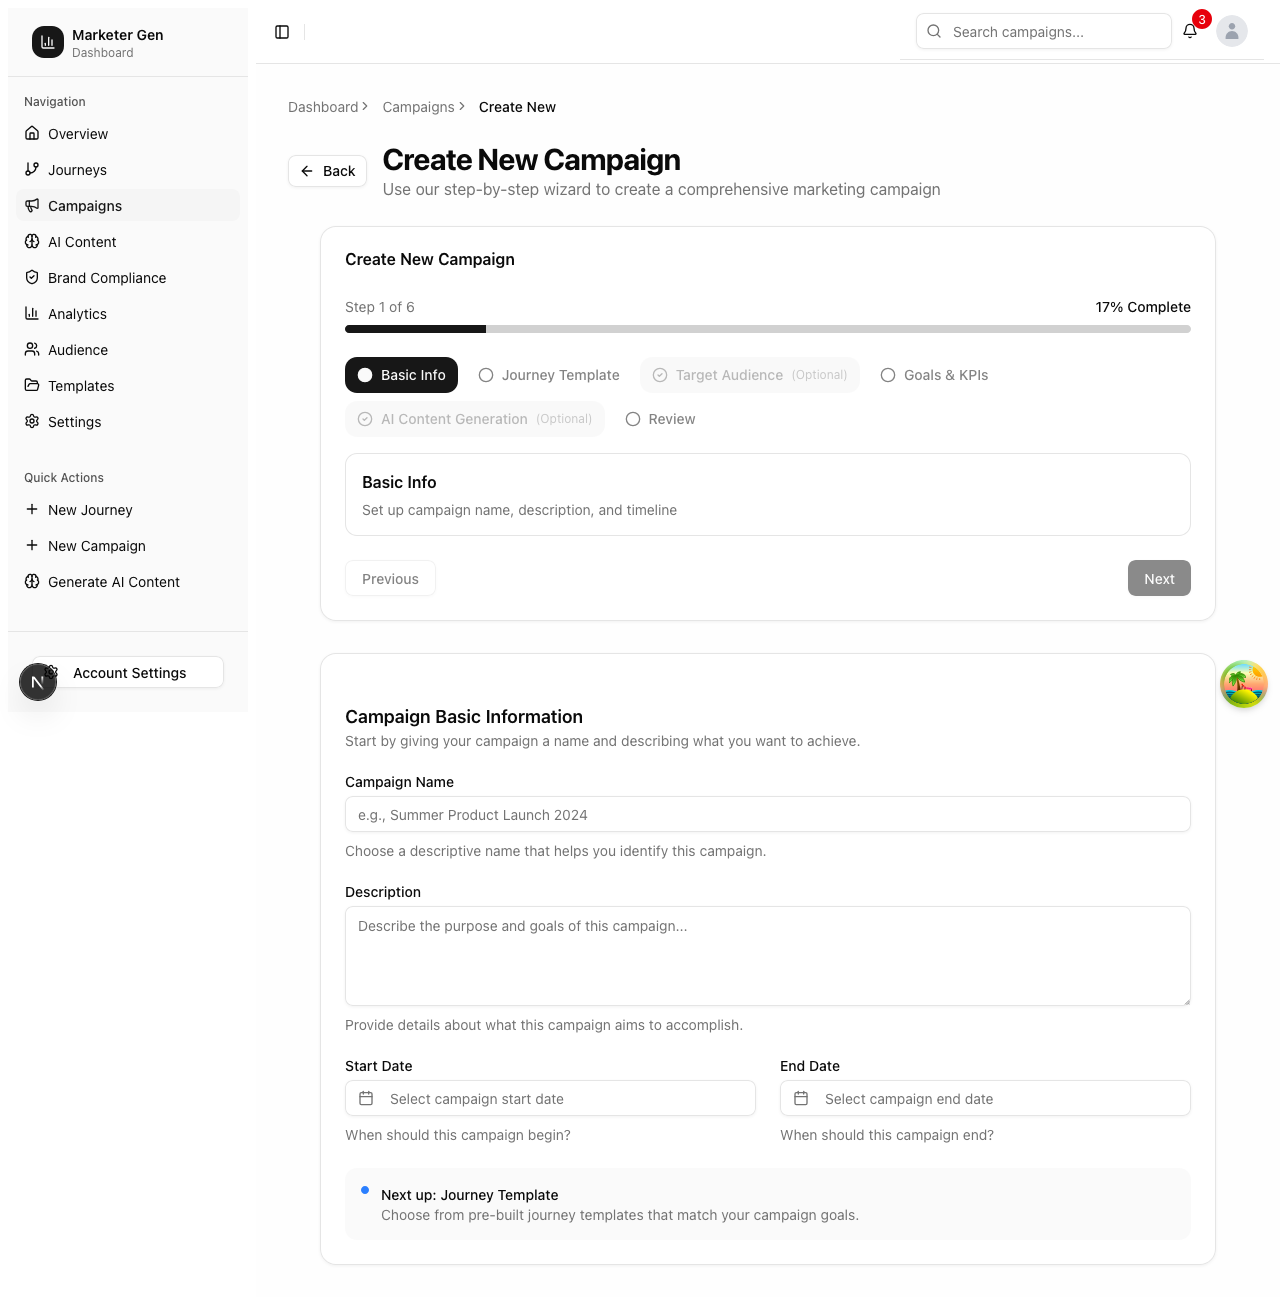 Marketer Gen
Dashboard
Navigation
Overview
Journeys
Campaigns
AI Content
Brand Compliance
Analytics
Audience
Templates
Settings
Quick Actions
New Journey
New Campaign
Generate AI Content
Account Settings
N
Search campaigns...
3
Dashboard
Campaigns
Create New
Back
Create New Campaign
Use our step-by-step wizard to create a comprehensive marketing campaign
Create New Campaign
Step 1 of 6
17% Complete
Basic Info
Journey Template
Target Audience (Optional)
Goals & KPIs
AI Content Generation (Optional)
Review
Basic Info
Set up campaign name, description, and timeline
Previous
Next
Campaign Basic Information
Start by giving your campaign a name and describing what you want to achieve.
Campaign Name
e.g., Summer Product Launch 2024
Choose a descriptive name that helps you identify this campaign.
Description
Describe the purpose and goals of this campaign...
Provide details about what this campaign aims to accomplish.
Start Date
Select campaign start date
When should this campaign begin?
End Date
Select campaign end date
When should this campaign end?
Next up: Journey Template
Choose from pre-built journey templates that match your campaign goals.